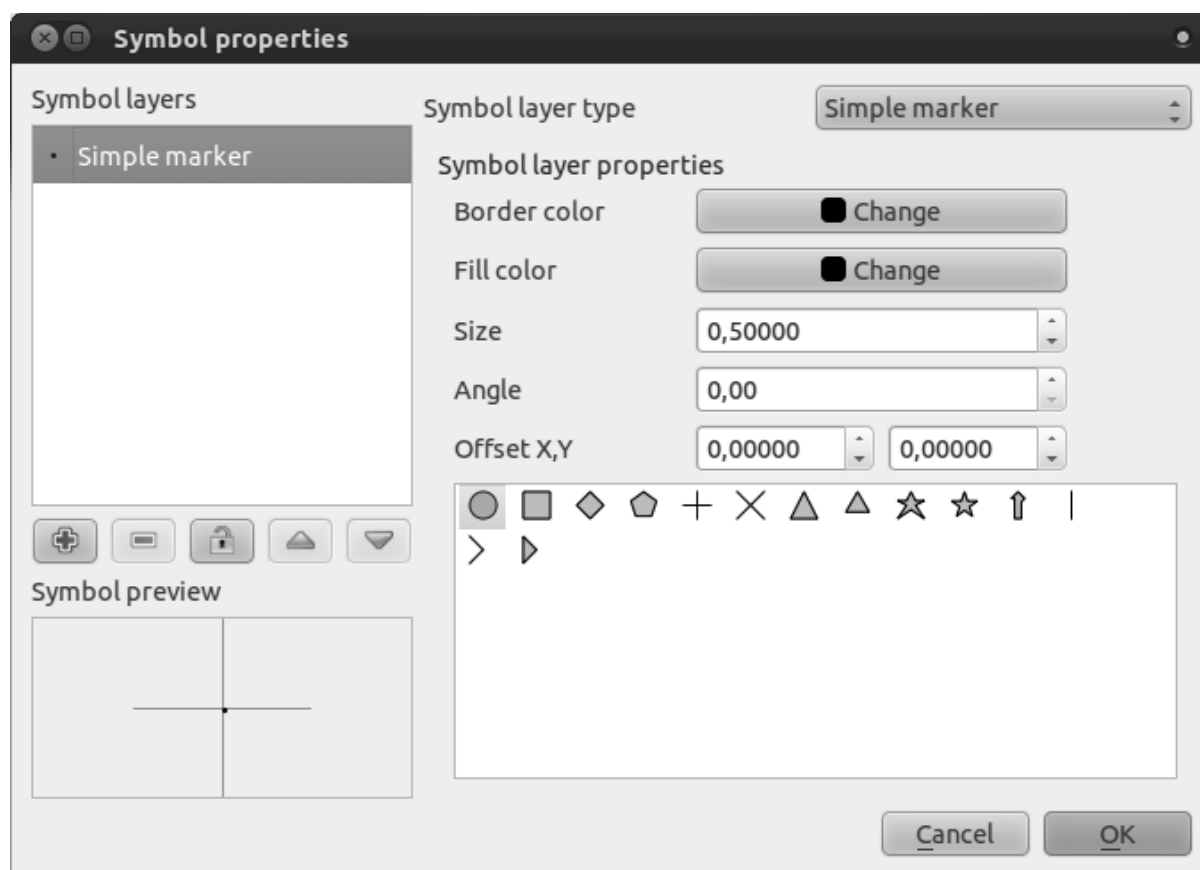 Symbol properties
Symbol layers
Simple marker
Symbol preview
Symbol layer type
Simple marker
Symbol layer properties
Border color
Change
Fill color
Change
Size
0,50000
Angle
0,00
Offset X,Y
0,00000
0,00000
Cancel
OK